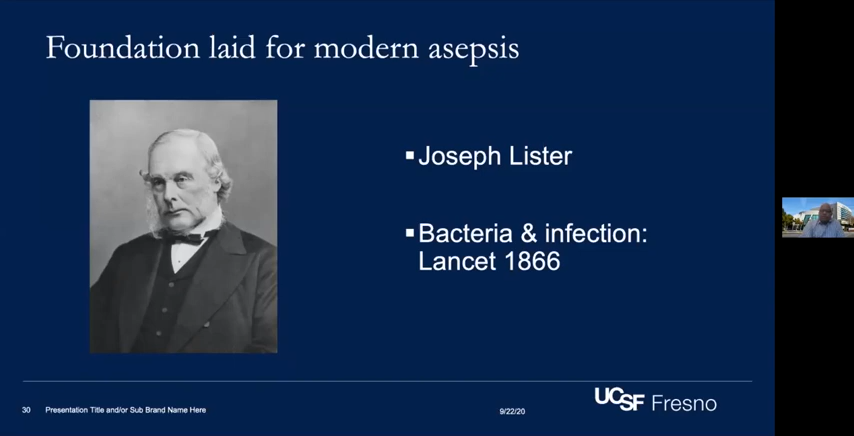 Foundation laid for modern asepsis
▪Joseph Lister
▪Bacteria & infection:
Lancet 1866
30 Presentation Title and/or Sub Brand Name Here
9/22/20
UCSF Fresno